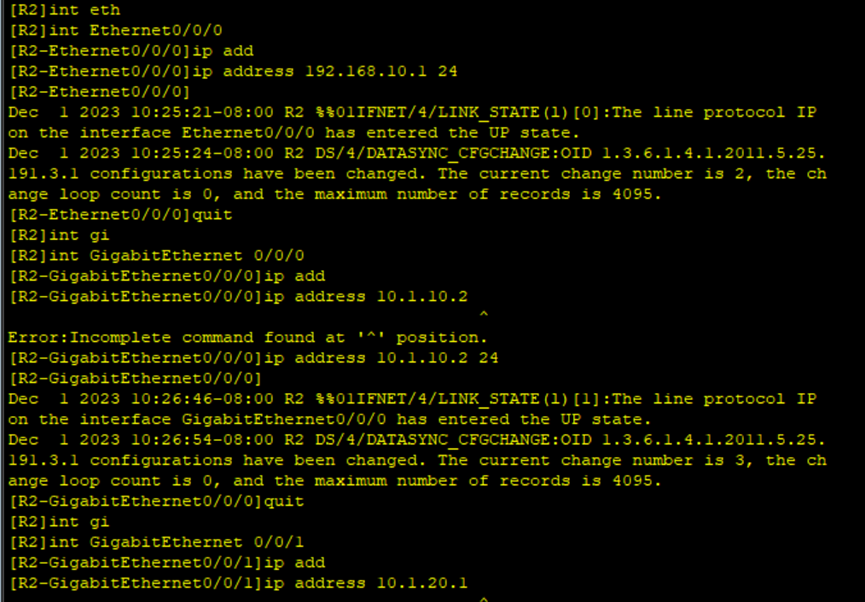 [R2]int eth
[R2]int Ethernet0/0/0
[R2-Ethernet0/0/0]ip add
[R2-Ethernet0/0/0]ip address 192.168.10.1 24
[R2-Ethernet0/0/0]
Dec  1 2023 10:25:21-08:00 R2 %%01IFNET/4/LINK_STATE(l)[0]:The line protocol IP
on the interface Ethernet0/0/0 has entered the UP state.
Dec  1 2023 10:25:24-08:00 R2 DS/4/DATASYNC_CFGCHANGE:OID 1.3.6.1.4.1.2011.5.25.
191.3.1 configurations have been changed. The current change number is 2, the ch
ange loop count is 0, and the maximum number of records is 4095.
[R2-Ethernet0/0/0]quit
[R2]int gi
[R2]int GigabitEthernet 0/0/0
[R2-GigabitEthernet0/0/0]ip add
[R2-GigabitEthernet0/0/0]ip address 10.1.10.2
^
Error:Incomplete command found at '^' position.
[R2-GigabitEthernet0/0/0]ip address 10.1.10.2 24
[R2-GigabitEthernet0/0/0]
Dec  1 2023 10:26:46-08:00 R2 %%01IFNET/4/LINK_STATE(l)[1]:The line protocol IP
on the interface GigabitEthernet0/0/0 has entered the UP state.
Dec  1 2023 10:26:54-08:00 R2 DS/4/DATASYNC_CFGCHANGE:OID 1.3.6.1.4.1.2011.5.25.
191.3.1 configurations have been changed. The current change number is 3, the ch
ange loop count is 0, and the maximum number of records is 4095.
[R2-GigabitEthernet0/0/0]quit
[R2]int gi
[R2]int GigabitEthernet 0/0/1
[R2-GigabitEthernet0/0/1]ip add
[R2-GigabitEthernet0/0/1]ip address 10.1.20.1
^